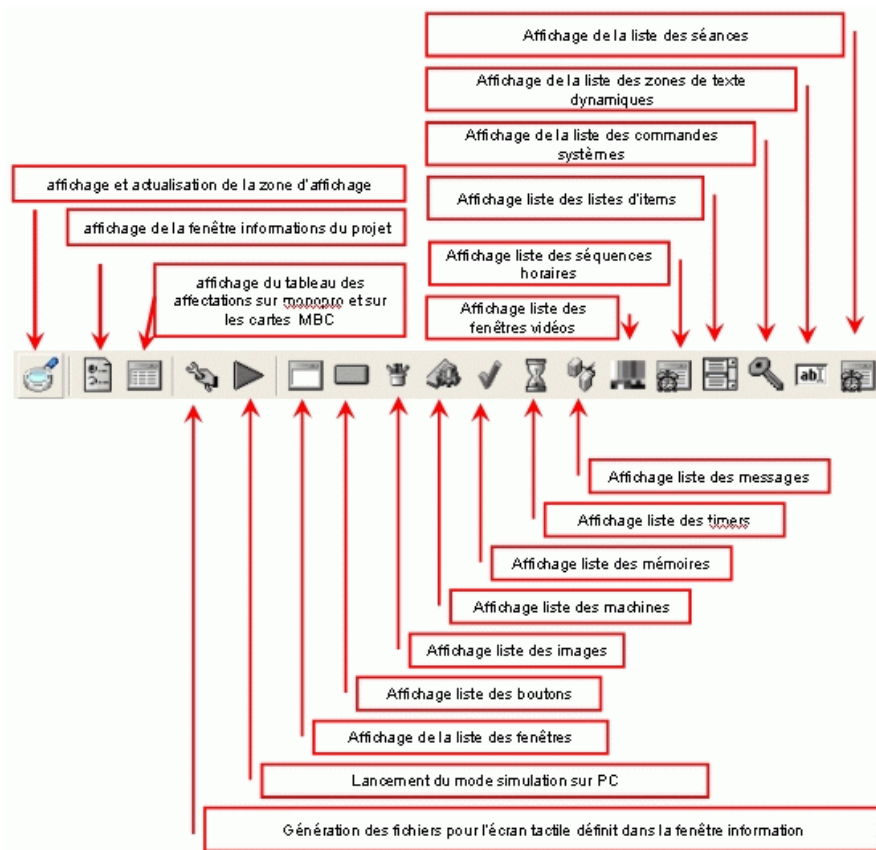 Affichage de la liste des séances
Affichage de la liste des zones de texte
dynamiques
Affichage de la liste des commandes
systèmes
affichage et actualisation de la zone d'affichage
Affichage liste des listes d'items
affichage de la fenêtre informations du projet
Affichage liste des séquences
horaires
affichage du tableau des
affectations sur monopro et sur
les cartes MBC
Affichage liste des
fenêtres vidéos
ab
Affichage liste des messages
Affichage liste des timers
Affichage liste des mémoires
Affichage liste des machines
Affichage liste des images
Affichage liste des boutons
Affichage de la liste des fenêtres
Lancement du mode simulation sur PC
Génération des fichiers pour l'écran tactile définit dans la fenêtre information